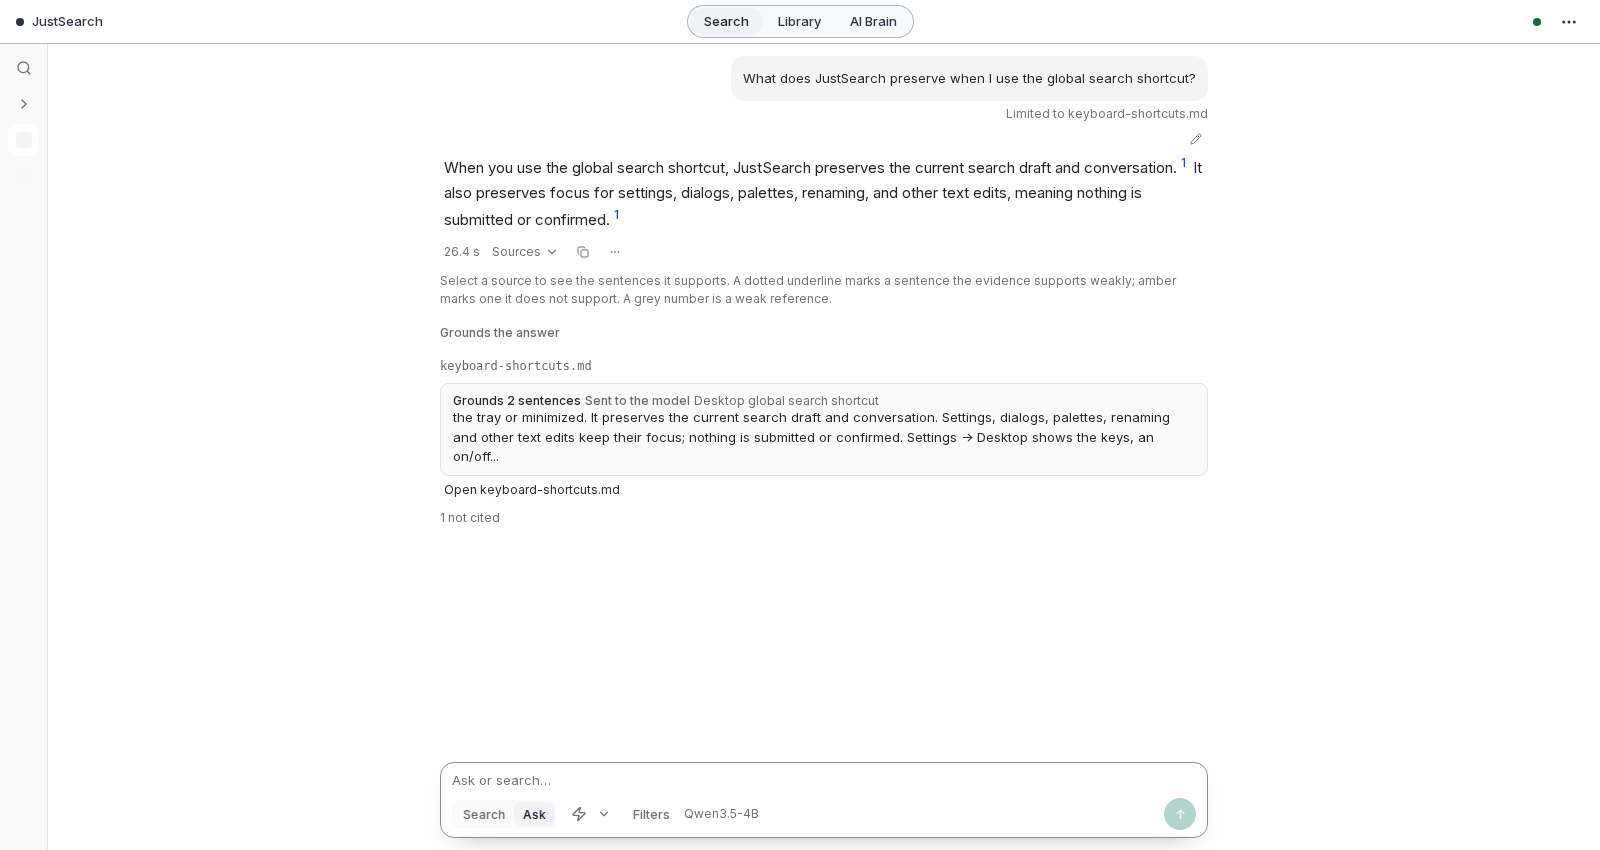 JustSearch
Search Library AI Brain
What does JustSearch preserve when I use the global search shortcut?
Limited to keyboard-shortcuts.md
When you use the global search shortcut, JustSearch preserves the current search draft and conversation. 1 It
also preserves focus for settings, dialogs, palettes, renaming, and other text edits, meaning nothing is
submitted or confirmed. 1
26.4 s Sources
Select a source to see the sentences it supports. A dotted underline marks a sentence the evidence supports weakly; amber
marks one it does not support. A grey number is a weak reference.
Grounds the answer
keyboard-shortcuts.md
Grounds 2 sentences Sent to the model Desktop global search shortcut
the tray or minimized. It preserves the current search draft and conversation. Settings, dialogs, palettes, renaming
and other text edits keep their focus; nothing is submitted or confirmed. Settings → Desktop shows the keys, an
on/off...
Open keyboard-shortcuts.md
1 not cited
Ask or search...
Search Ask Filters Qwen3.5-4B